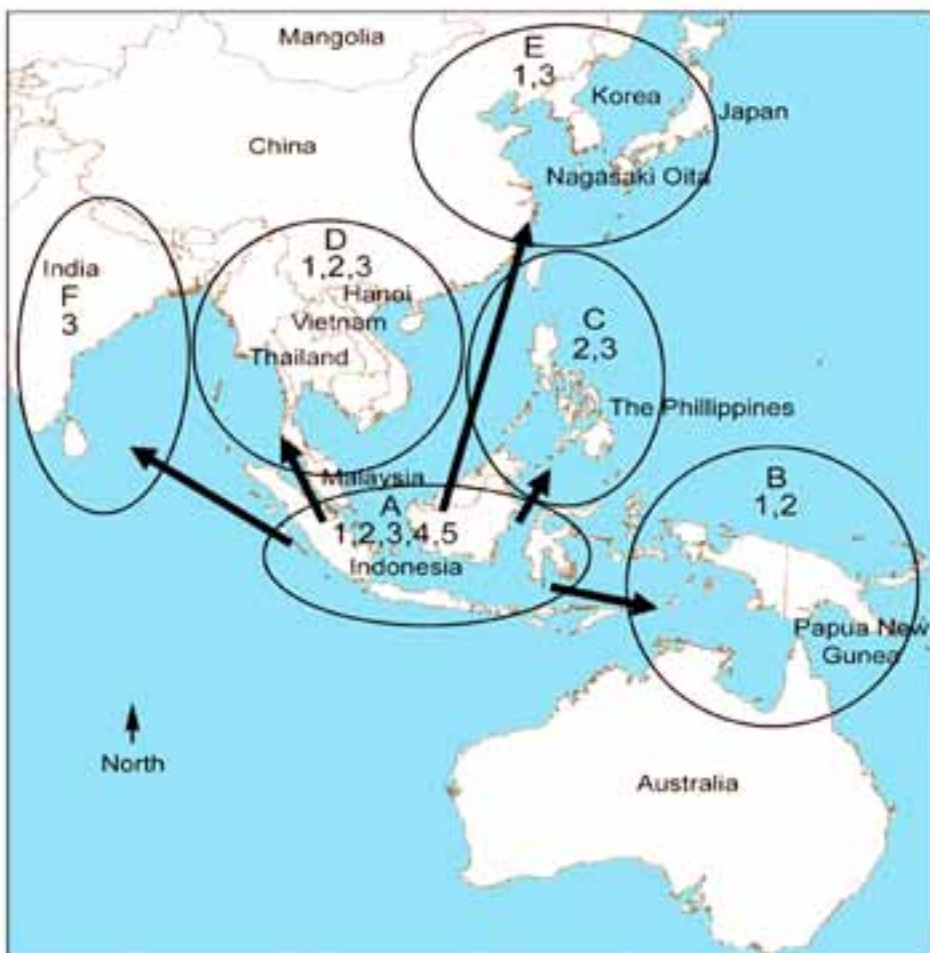 Mangolia
E
1,3
Korea
Japan
China
Nagasaki Oita
India
F
3
D
1,2,3
Hanoi
Vietnam
Thailand
C
2,3
The Phillippines
Malaysia
A
1,2,3,4,5
Indonesia
B
1,2
Papua New
Gunea
North
Australia